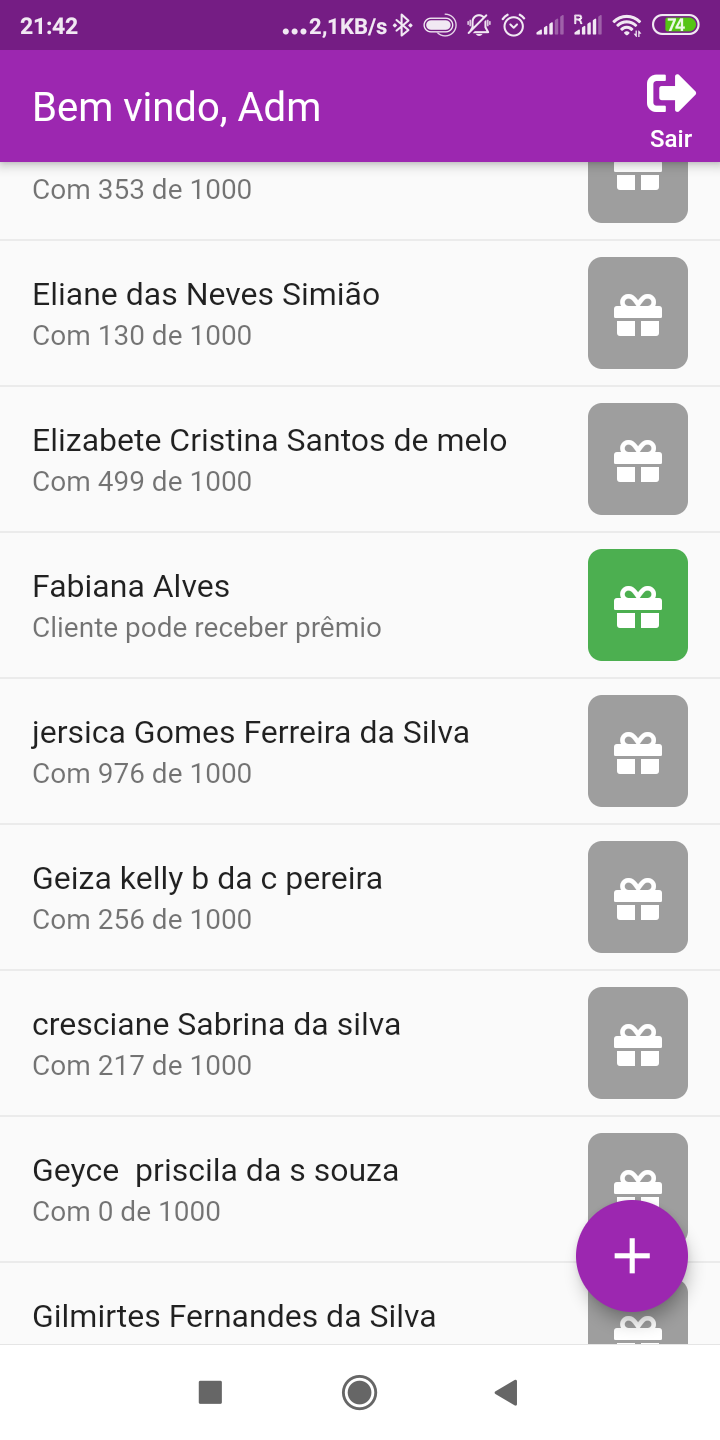 21:42
...2,1KB/s
R
74
Bem vindo, Adm
Sair
Com 353 de 1000
Eliane das Neves Simião
Com 130 de 1000
Elizabete Cristina Santos de melo
Com 499 de 1000
Fabiana Alves
Cliente pode receber prêmio
jersica Gomes Ferreira da Silva
Com 976 de 1000
Geiza kelly b da c pereira
Com 256 de 1000
cresciane Sabrina da silva
Com 217 de 1000
Geyce  priscila da s souza
Com 0 de 1000
Gilmirtes Fernandes da Silva